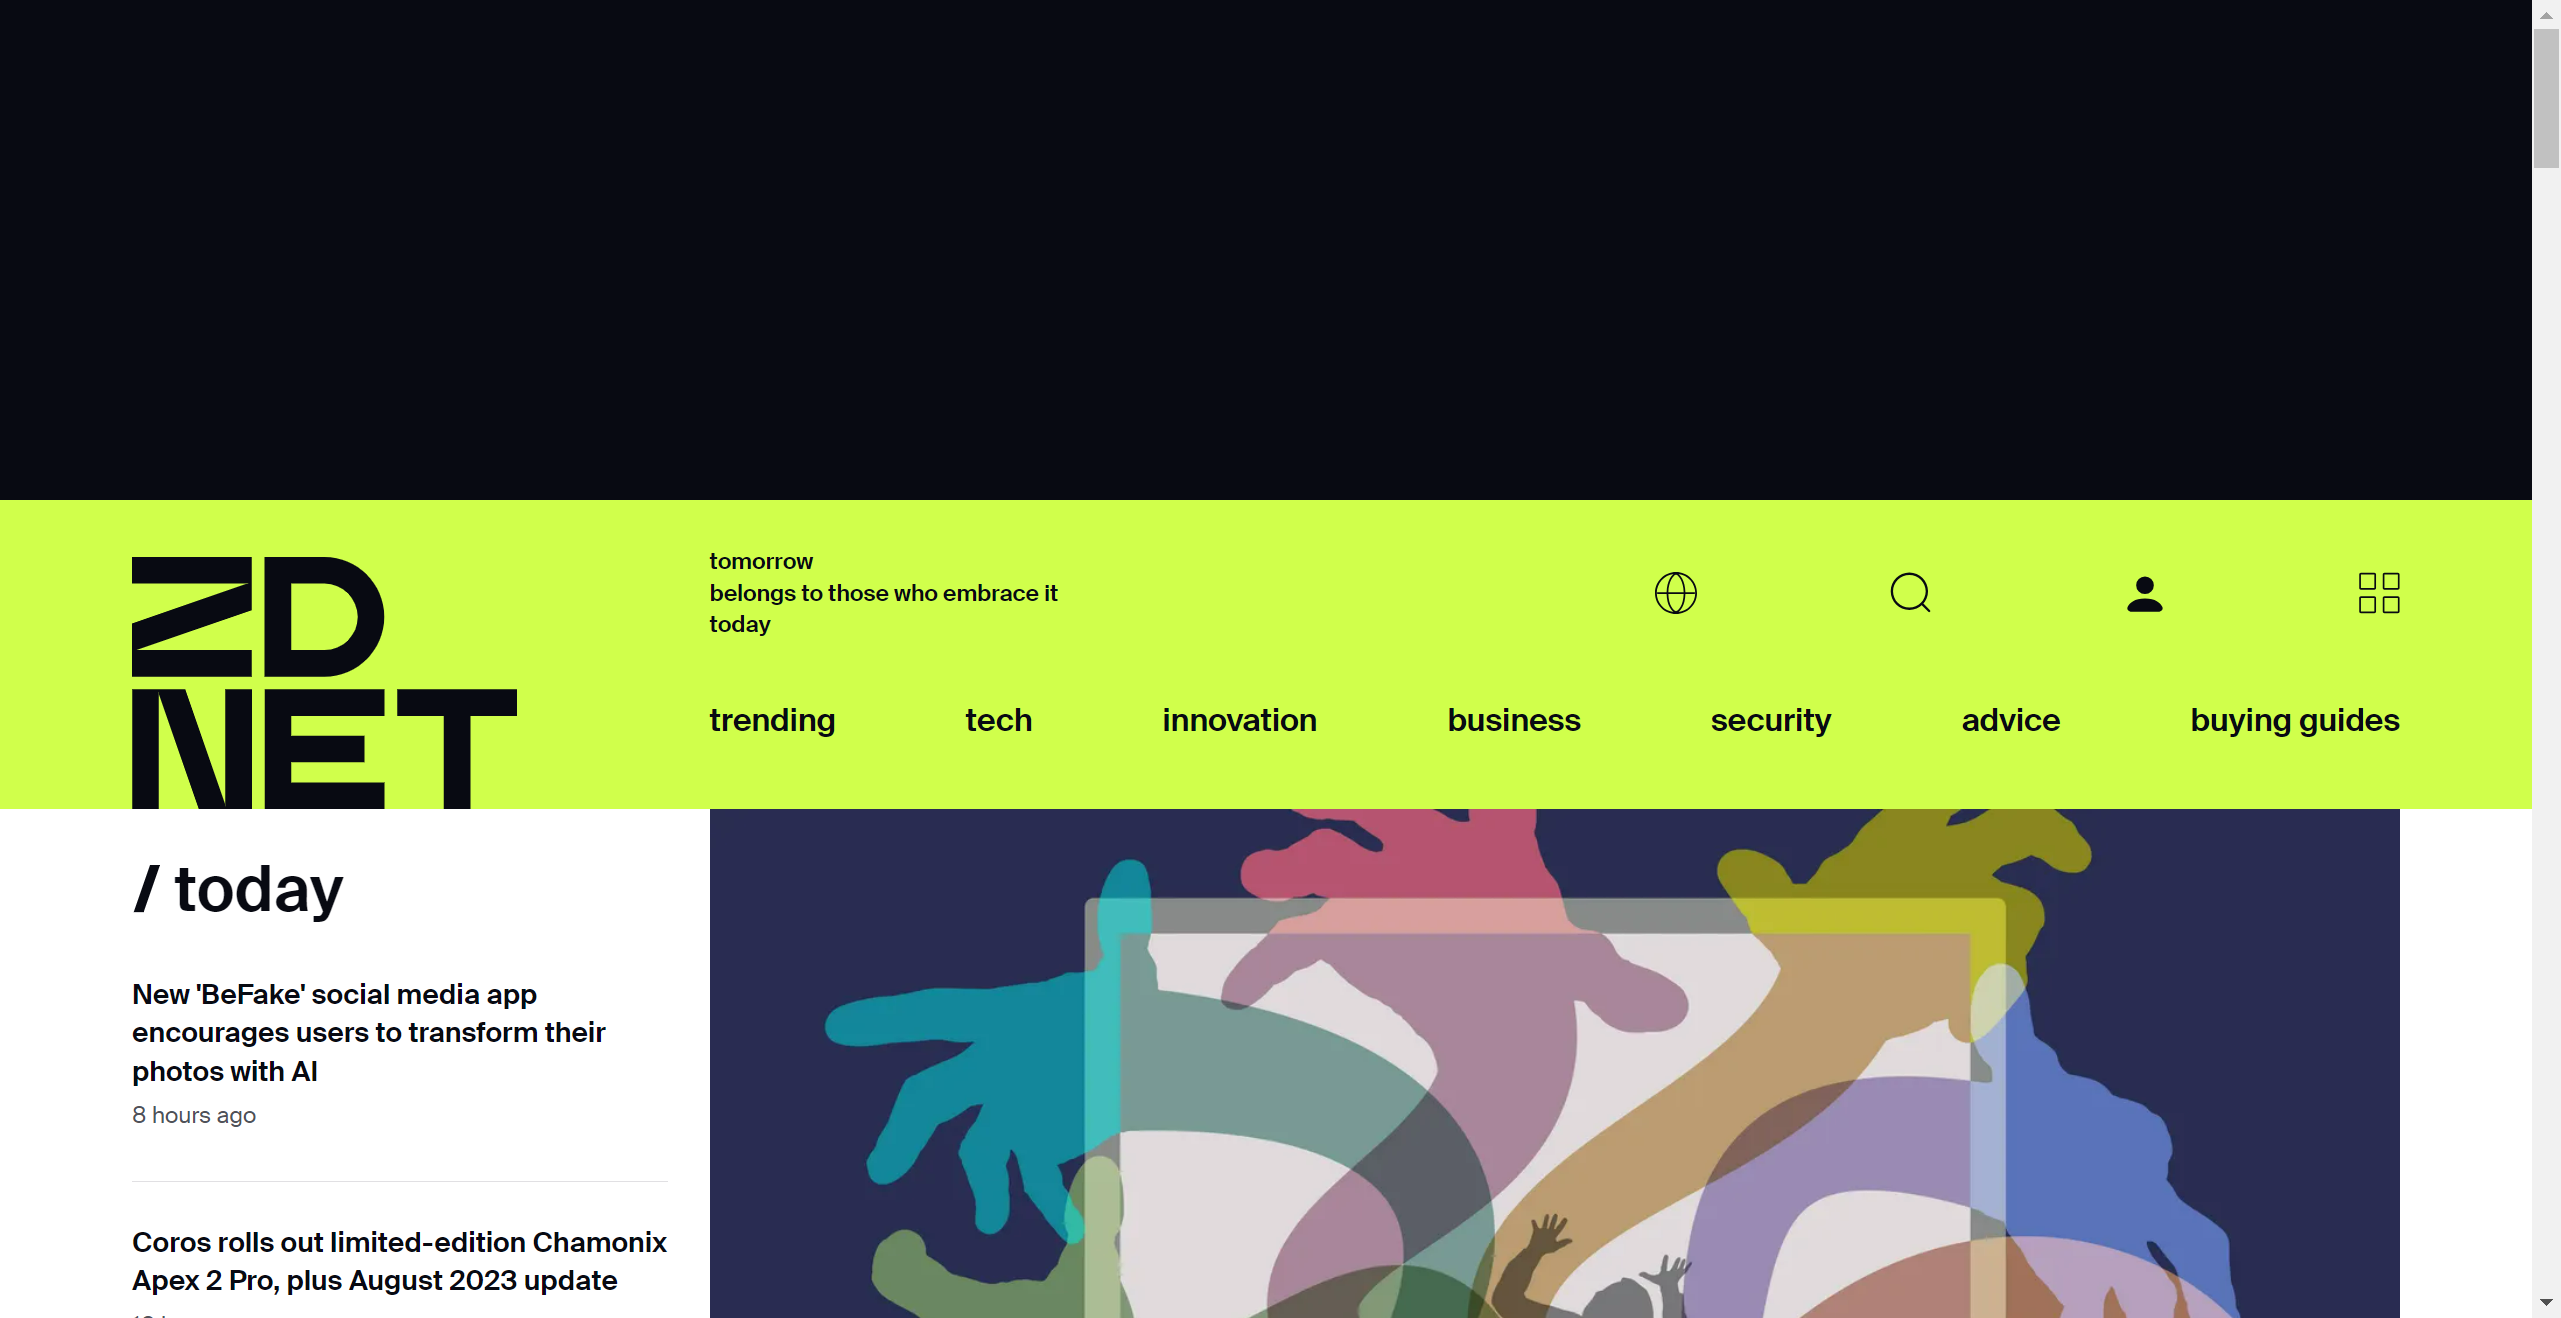 ZD
NET
tomorrow
belongs to those who embrace it
today
trending tech innovation business security advice buying guides
/ today
New 'BeFake' social media app
encourages users to transform their
photos with AI
8 hours ago
Coros rolls out limited-edition Chamonix
Apex 2 Pro, plus August 2023 update